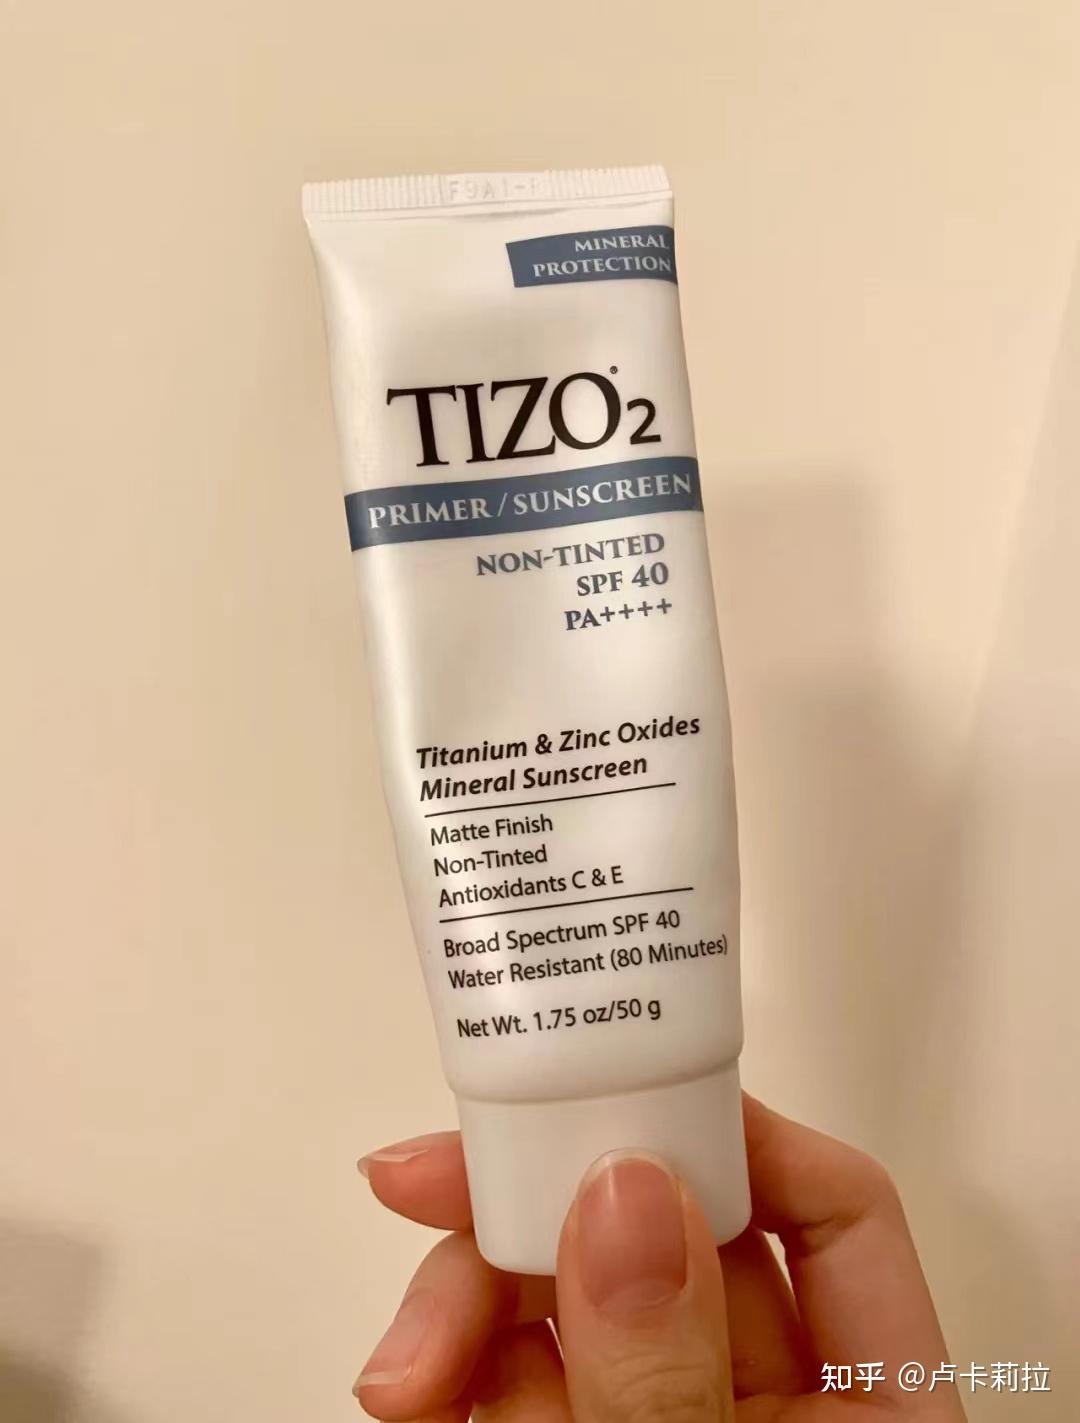 MINERAL
PROTECTION
TIZO®2
PRIMER/SUNSCREEN
NON-TINTED
SPF 40
PA++++
Titanium & Zinc Oxides
Mineral Sunscreen
Matte Finish
Non-Tinted
Antioxidants C & E
Broad Spectrum SPF 40
Water Resistant (80 Minutes)
Net Wt. 1.75 oz/50 g
知乎 @卢卡莉拉